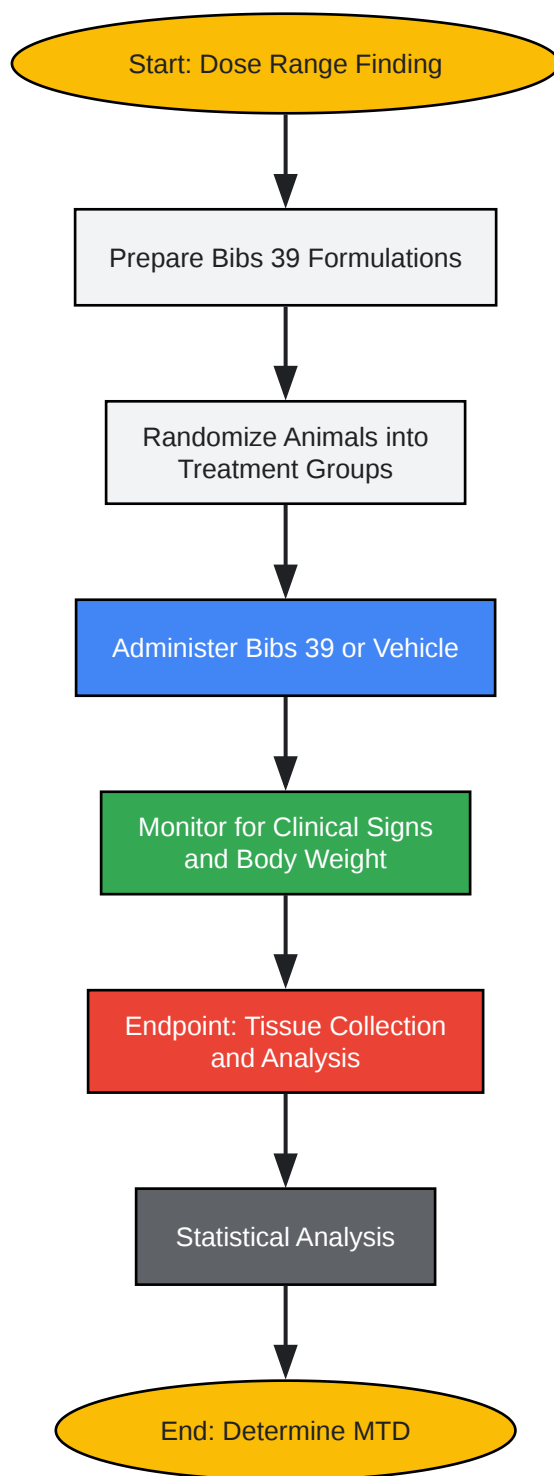 Start: Dose Range Finding
Prepare Bibs 39 Formulations
Randomize Animals into
Treatment Groups
Administer Bibs 39 or Vehicle
Monitor for Clinical Signs
and Body Weight
Endpoint: Tissue Collection
and Analysis
Statistical Analysis
End: Determine MTD